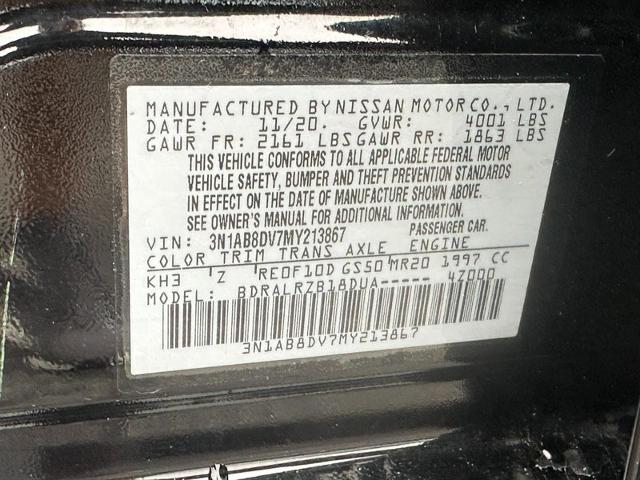 MANUFACTURED BY NISSAN MOTOR CO., LTD.
DATE: 11/20. GVWR: 4001 LBS
GAWR FR: 2161 LBS GAWR RR: 1863 LBS
THIS VEHICLE CONFORMS TO ALL APPLICABLE FEDERAL MOTOR
VEHICLE SAFETY, BUMPER AND THEFT PREVENTION STANDARDS
IN EFFECT ON THE DATE OF MANUFACTURE SHOWN ABOVE.
SEE OWNER'S MANUAL FOR ADDITIONAL INFORMATION.
VIN: 3N1AB8DV7MY213867 PASSENGER CAR.
COLOR TRIM TRANS AXLE ENGINE
KH3 Z RE0F10D GS50 MR20 1997 CC
MODEL: BDRALRZB18DUA----- 4Z000
3N1AB8DV7MY213867